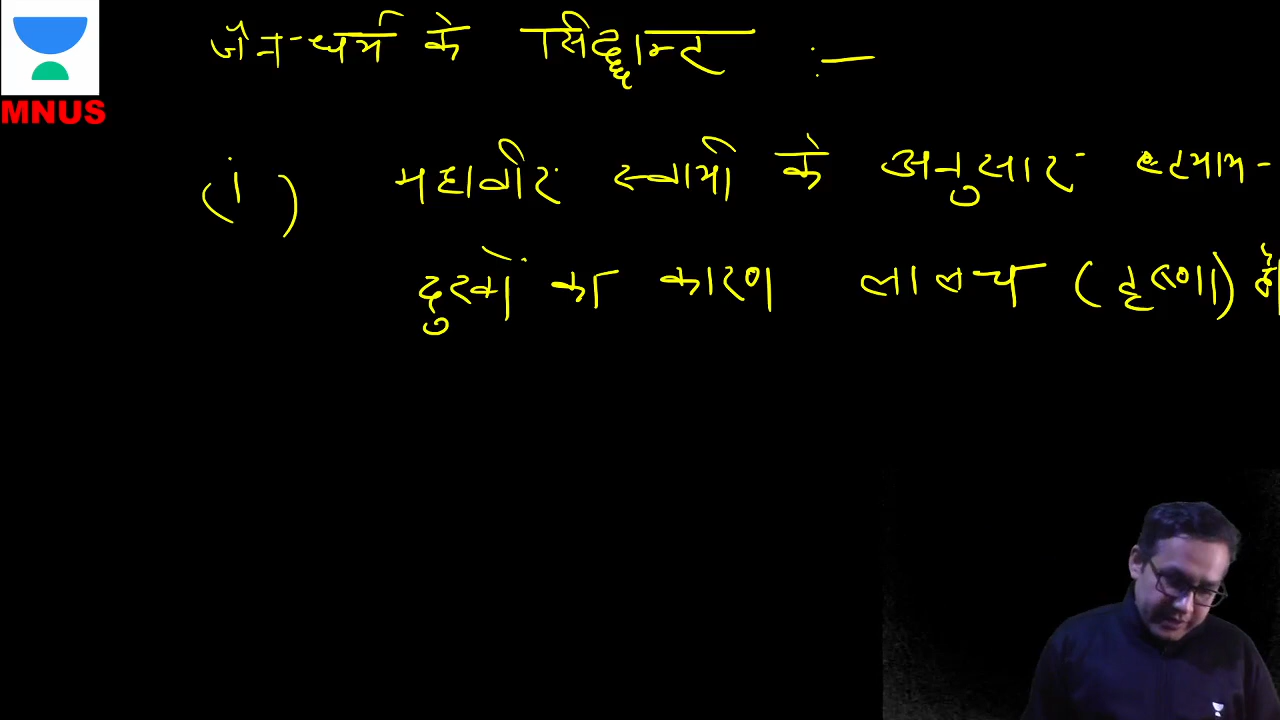 MNUS
जैन-धर्म के सिद्धान्त :—
(i) महावीर स्वामी के अनुसार
दुखों का कारण लालच (तृष्णा) है